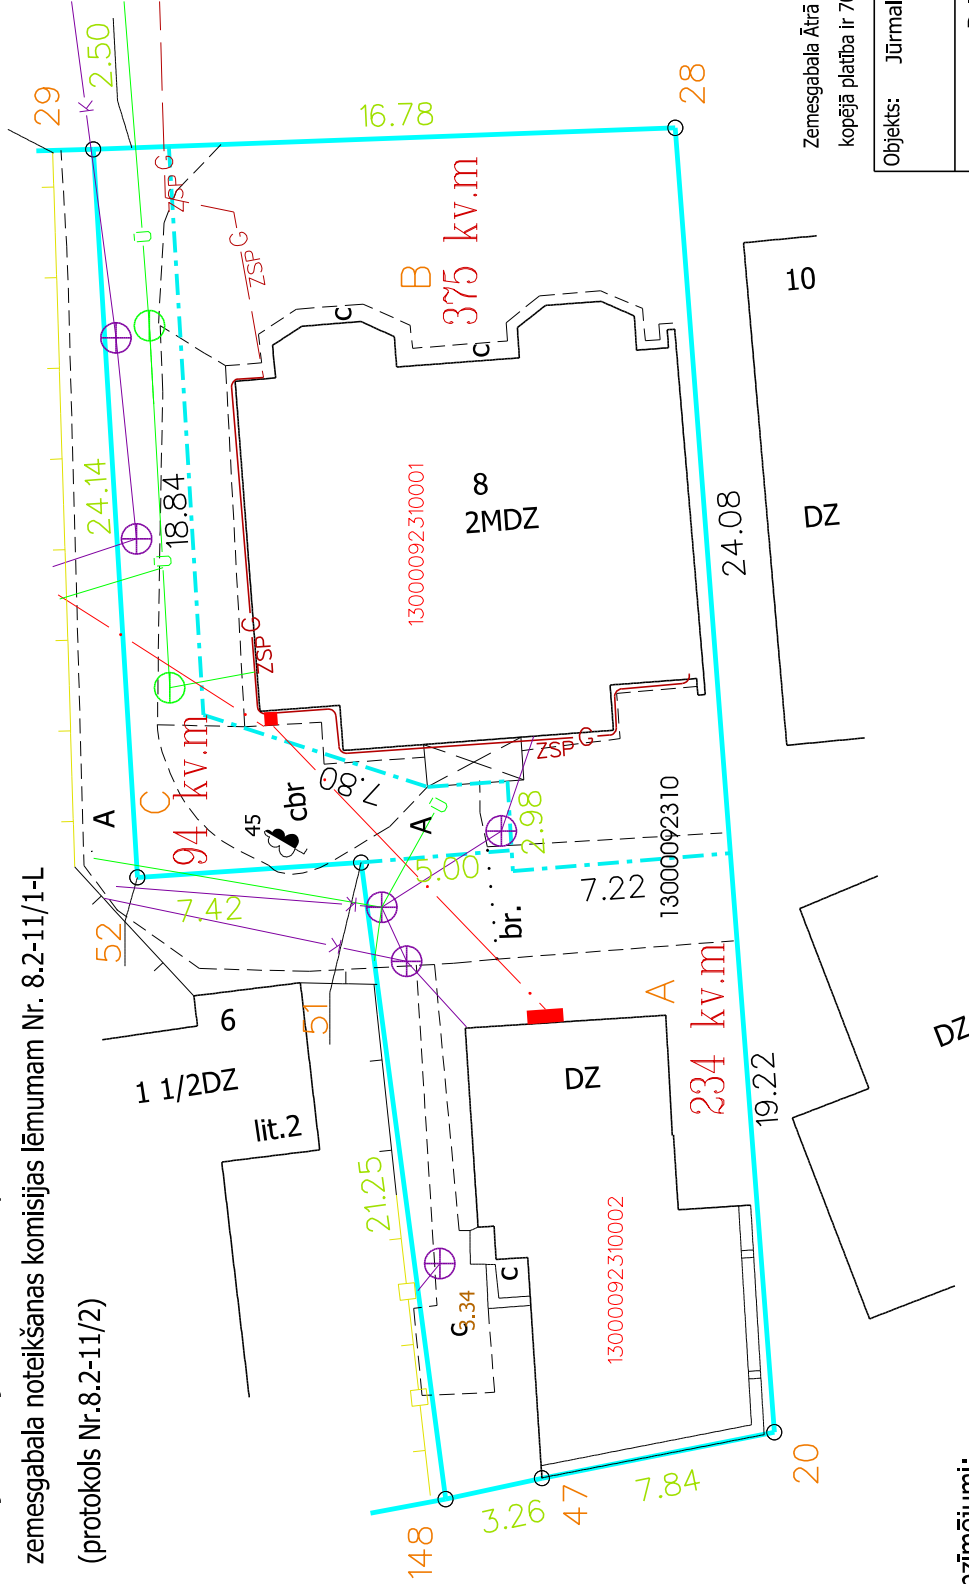 zemesgabala noteikšanas komisijas lēmumam Nr. 8.2-11/1-L
(protokols Nr.8.2-11/2)
Zemesgabala Ātrā
kopējā platība ir
Objekts: Jūrmal
29
2.50
K
16.78
28
ZSP G
ZSP G
U
B
375 kv.m
c
c
10
24.14
18.84
U
8
2MDZ
13000092310001
24.08
DZ
ZSP G
C
94 kv.m
A
45
cbr
7.80
A
U
ZSP G
2.98
5.00
7.22
13000092310
br.
7.42
52
51
6
1 1/2DZ
lit.2
DZ
A
234 kv.m
19.22
DZ
21.25
13000092310002
c
c
3.34
148
3.26
47
7.84
20